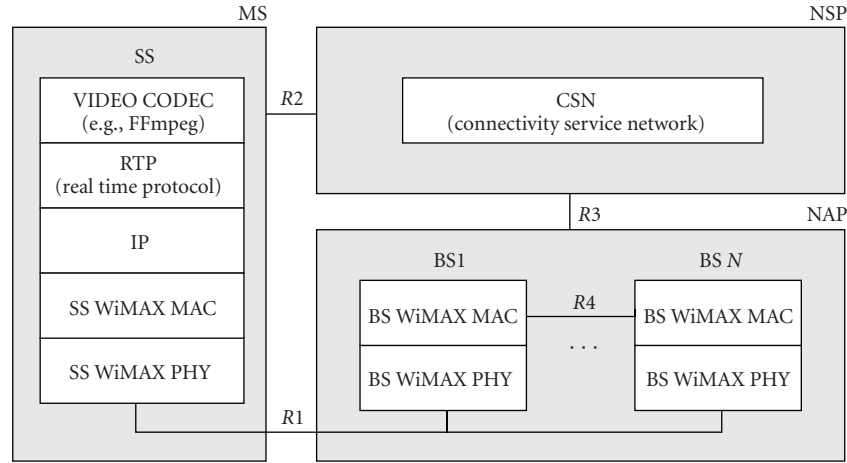 MS
SS
VIDEO CODEC
(e.g., FFmpeg)
RTP
(real time protocol)
IP
SS WiMAX MAC
SS WiMAX PHY
R2
NSP
CSN
(connectivity service network)
R3
NAP
BS1
BS N
BS WiMAX MAC
R4
BS WiMAX MAC
. . .
BS WiMAX PHY
BS WiMAX PHY
R1